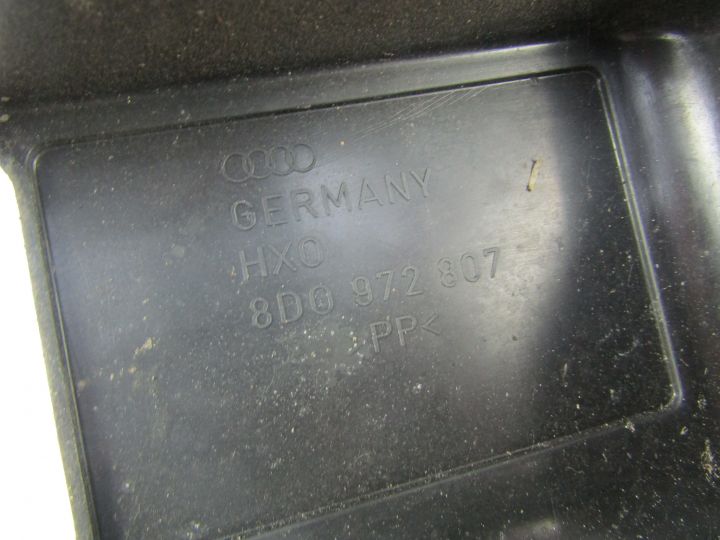 GERMANY
HXO
8D0 972 807
PP<